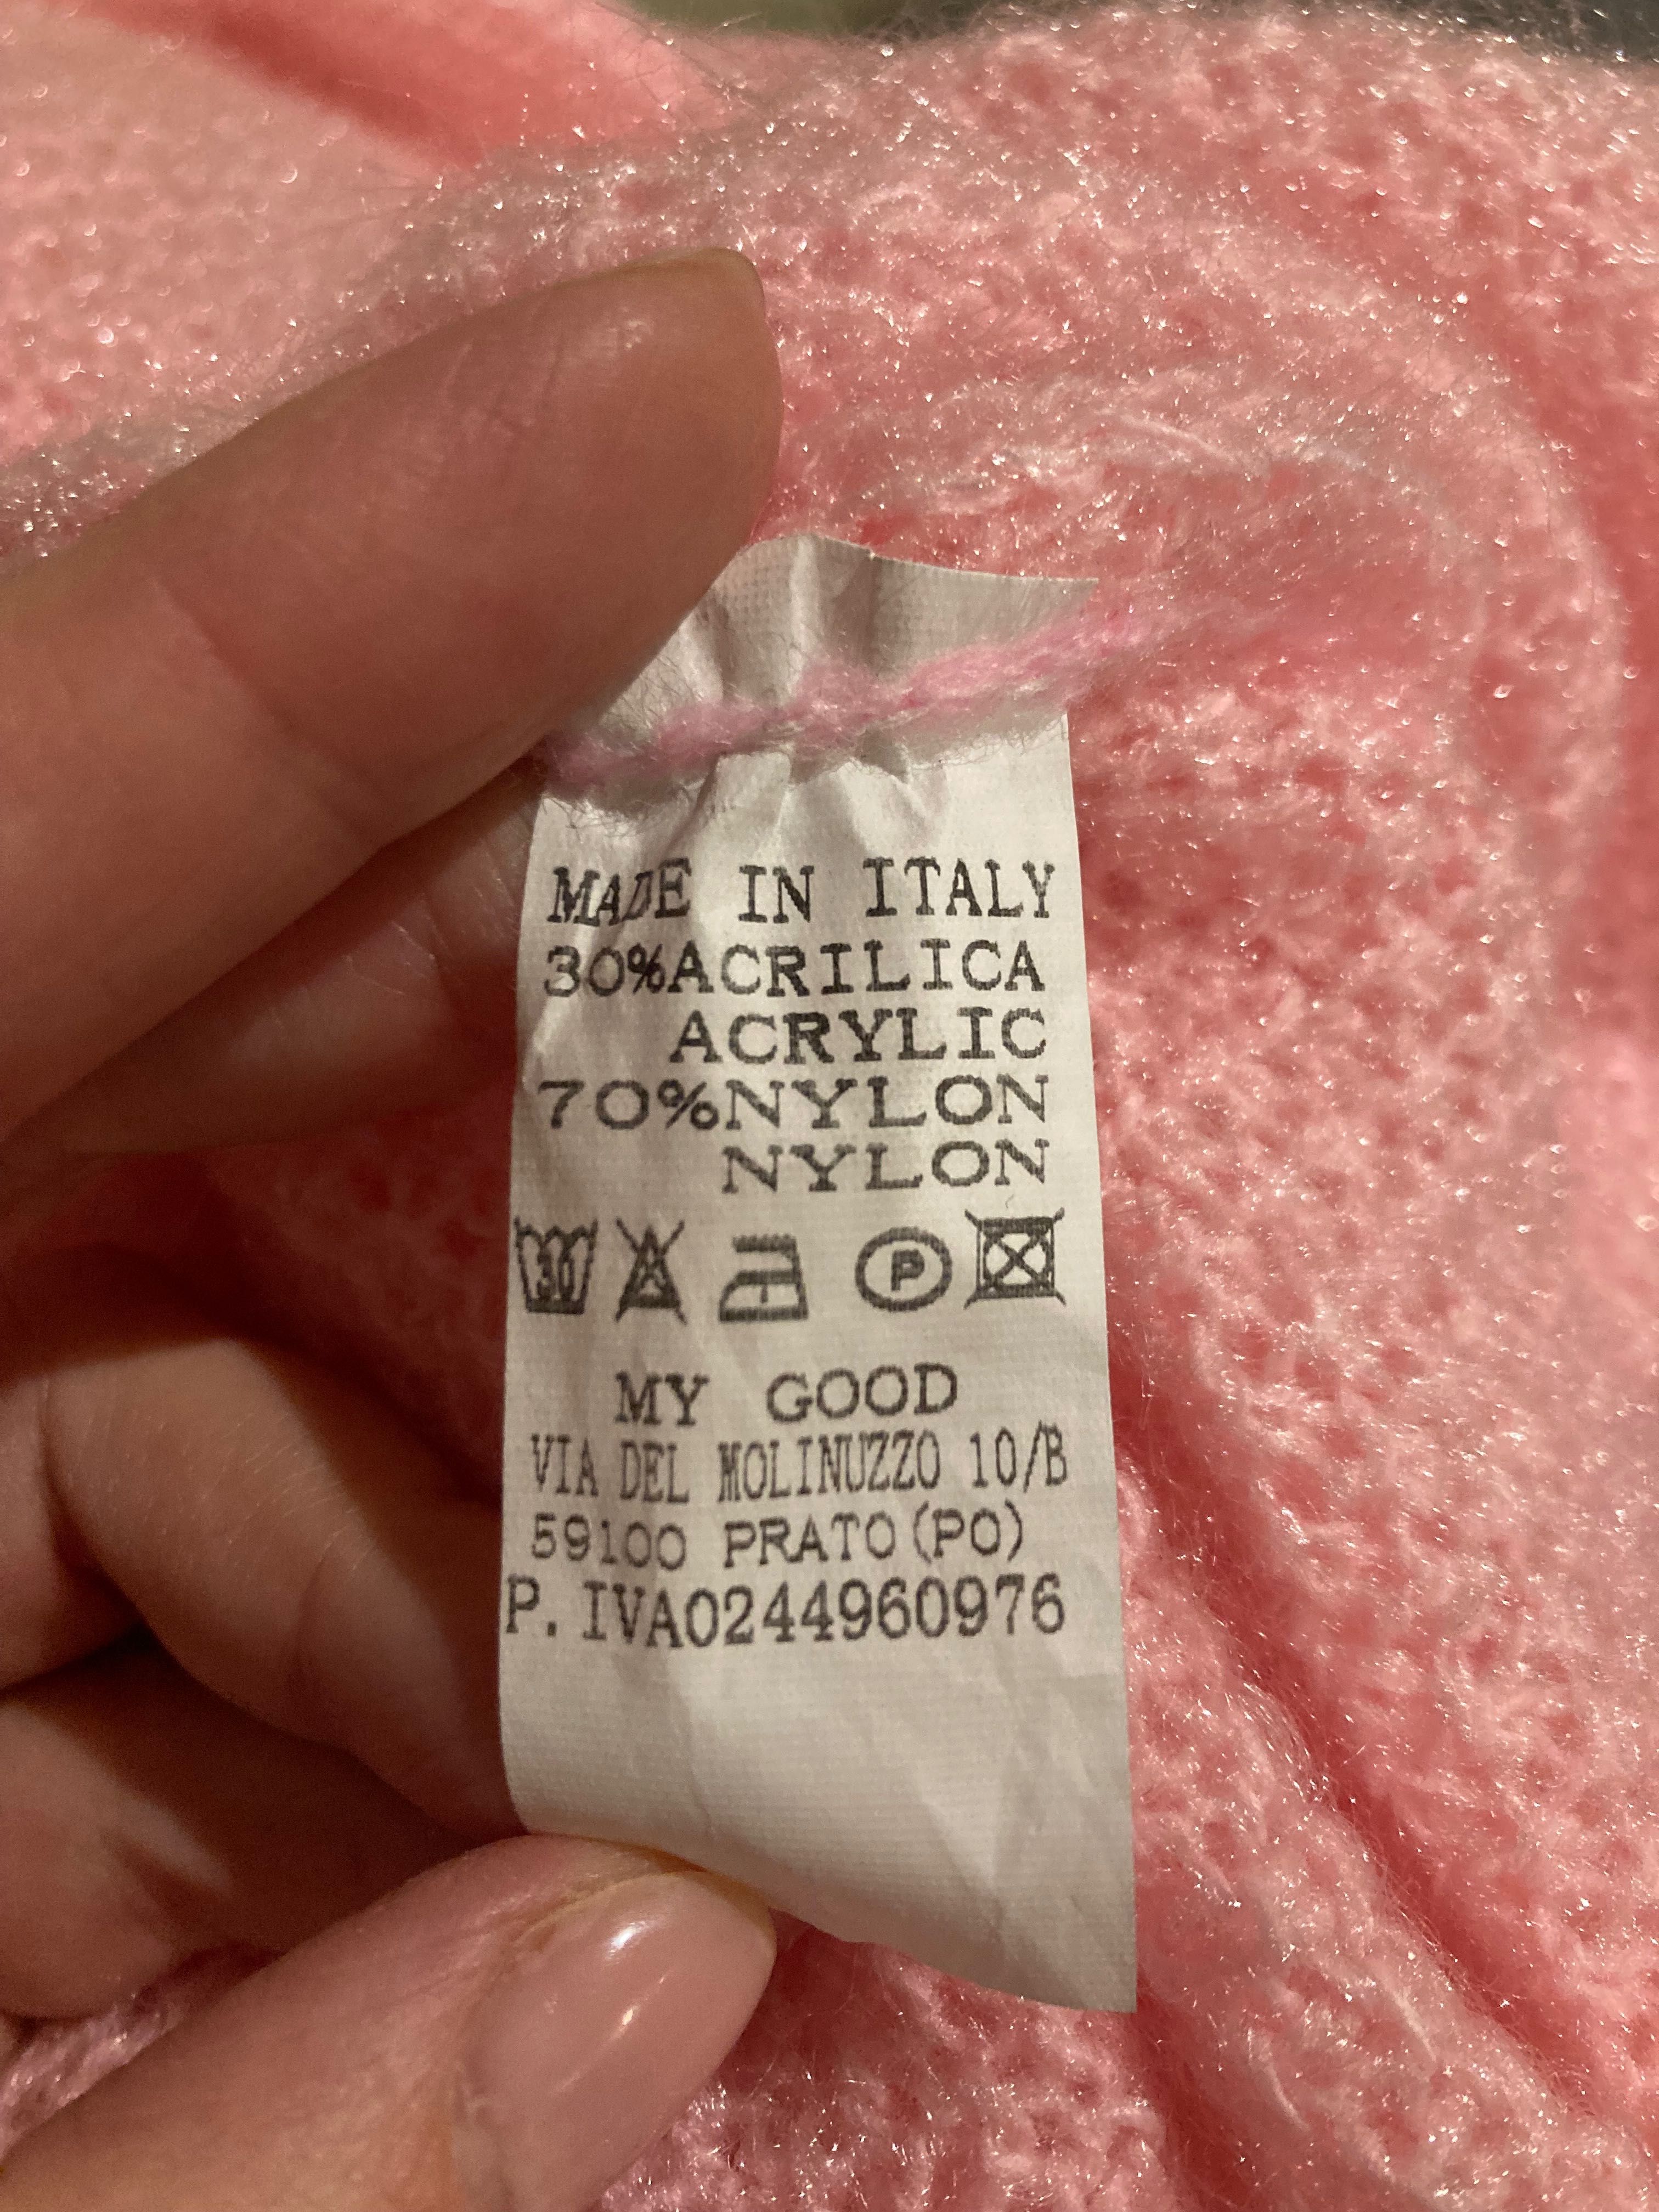 MADE IN ITALY
30%ACRILICA
ACRYLIC
70%NYLON
NYLON
30 P
MY GOOD
VIA DEL MOLINUZZO 10/B
59100 PRATO(PO)
P.IVA0244960976